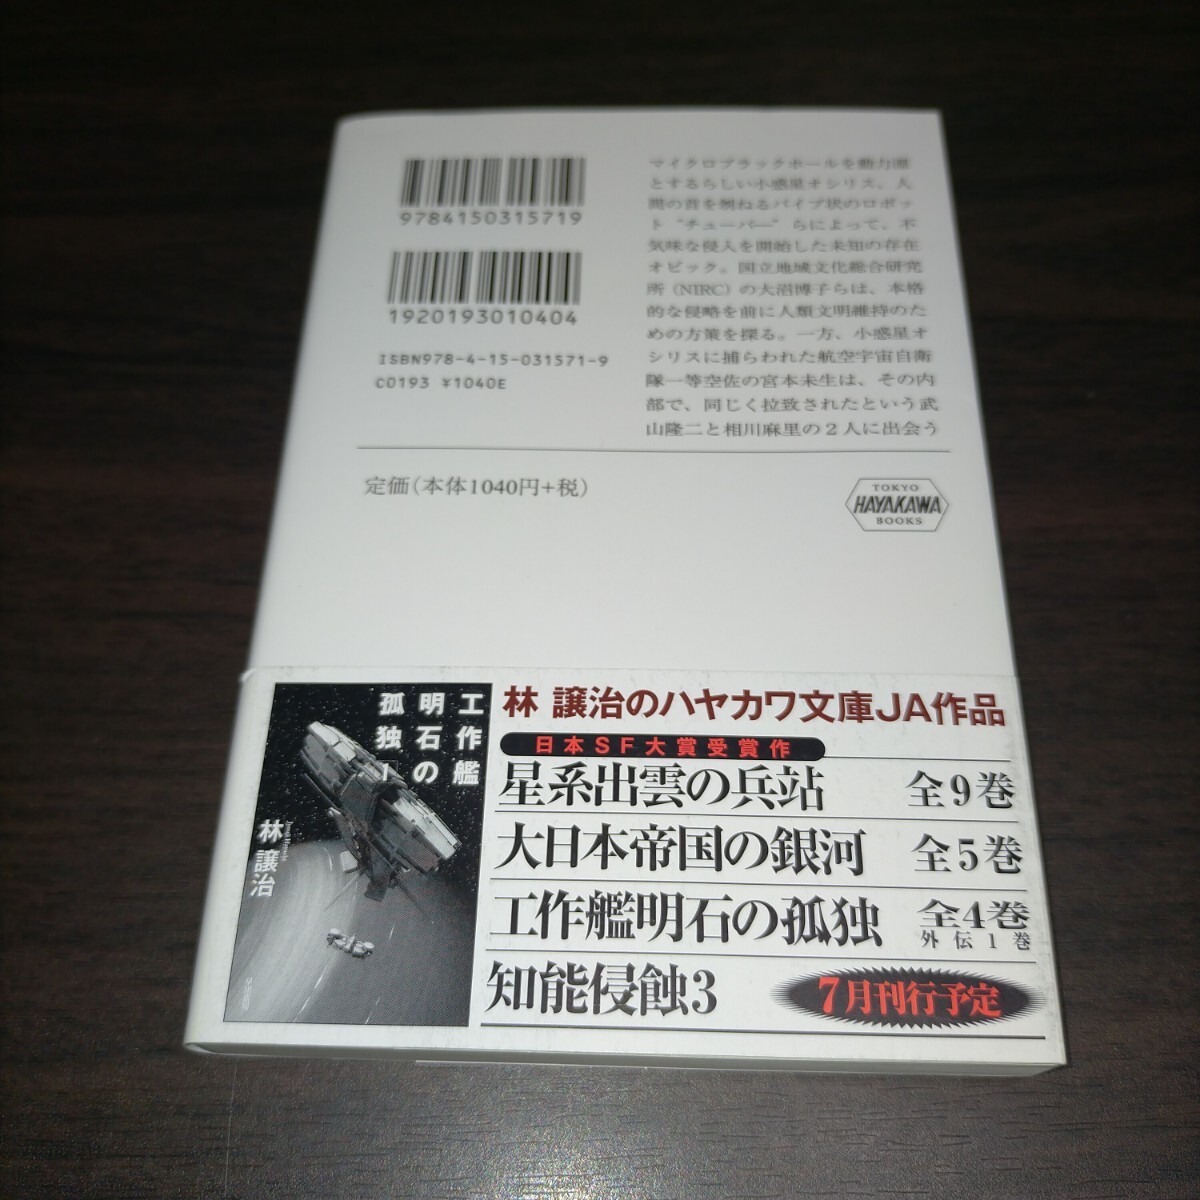 9784150315719
1920193010404
ISBN978-4-15-031571-9
C0193 ¥1040E
マイクロブラックホールを動力源
とするらしい小惑星オシリス、人
間の首を刎ねるパイプ状のロボッ
ト〝チューバー〟らによって、不
気味な侵入を開始した未知の存在
オビック。国立地域文化総合研究
所（NIRC）の大沼博子らは、本格
的な侵略を前に人類文明維持のた
めの方策を探る。一方、小惑星オ
シリスに捕らわれた航空宇宙自衛
隊一等空佐の宮本未生は、その内
部で、同じく拉致されたという武
山隆二と相川麻里の2人に出会う
定価(本体1040円+税)
TOKYO
HAYAKAWA
BOOKS
工作艦
明石の
孤独 1
林 譲治
林 譲治のハヤカワ文庫JA作品
日本SF大賞受賞作
星系出雲の兵站 全9巻
大日本帝国の銀河 全5巻
工作艦明石の孤独 全4巻
外伝1巻
知能侵蝕3 7月刊行予定